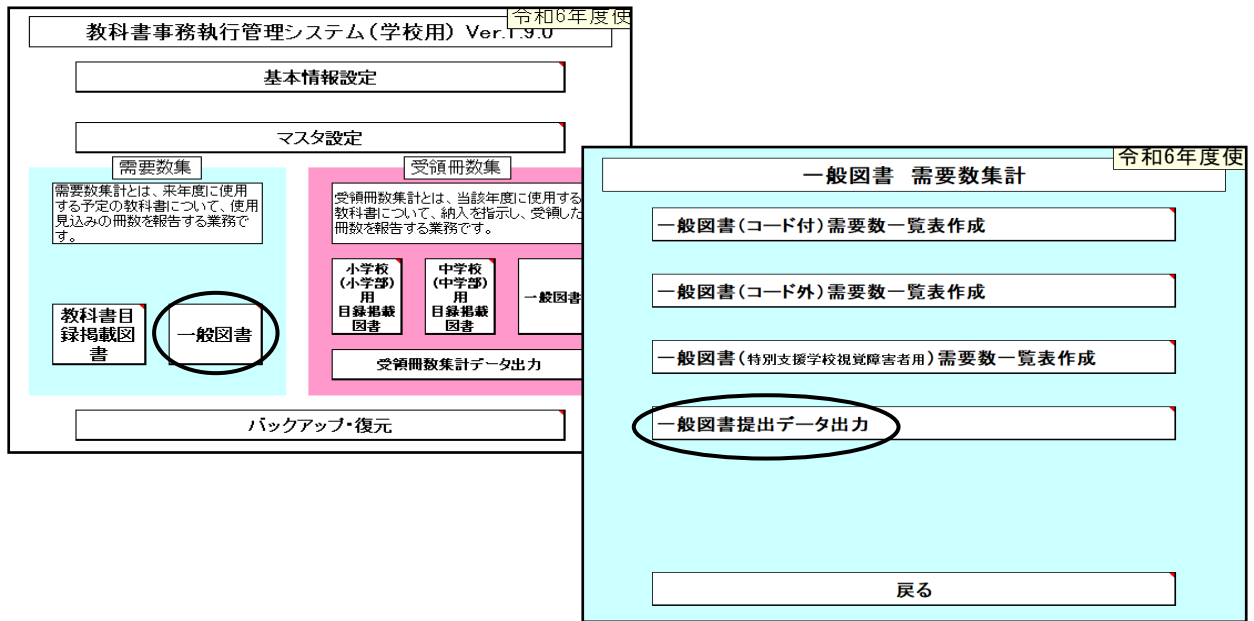 令和6年度使
教科書事務執行管理システム(学校用) Ver.1.9.0
基本情報設定
マスタ設定
需要数集
需要数集計とは、来年度に使用
する予定の教科書について、使用
見込みの冊数を報告する業務で
す。
教科書目
録掲載図
書
一般図書
受領冊数集
受領冊数集計とは、当該年度に使用する
教科書について、納入を指示し、受領した
冊数を報告する業務です。
小学校
(小学部)
用
目録掲載
図書
中学校
(中学部)
用
目録掲載
図書
一般図書
受領冊数集計データ出力
バックアップ・復元
令和6年度使
一般図書 需要数集計
一般図書(コード付)需要数一覧表作成
一般図書(コード外)需要数一覧表作成
一般図書(特別支援学校視覚障害者用)需要数一覧表作成
一般図書提出データ出力
戻る